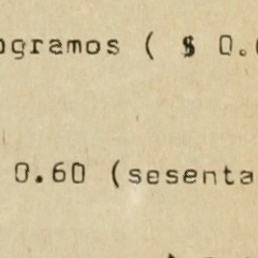 ogramos ( $ 0.
0.60 (sesenta